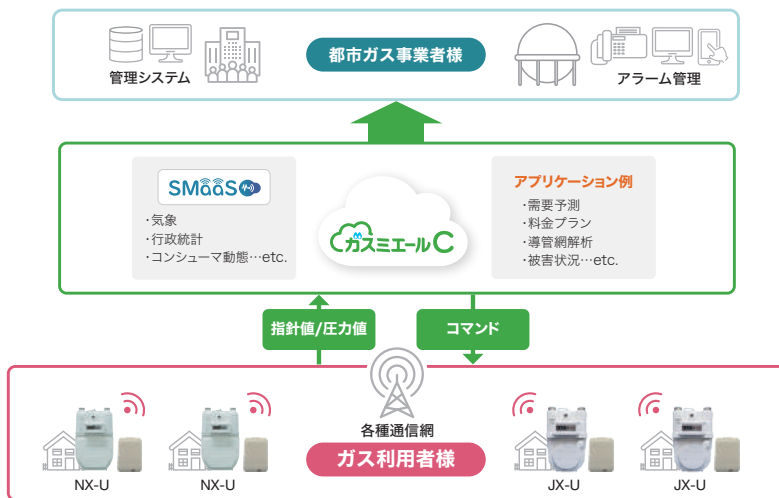 都市ガス事業者様
管理システム
アラーム管理
SMaaS
・気象
・行政統計
・コンシューマ動態…etc.
ガスミエールC
アプリケーション例
・需要予測
・料金プラン
・導管網解析
・被害状況…etc.
指針値/圧力値
コマンド
各種通信網
ガス利用者様
NX-U
NX-U
JX-U
JX-U